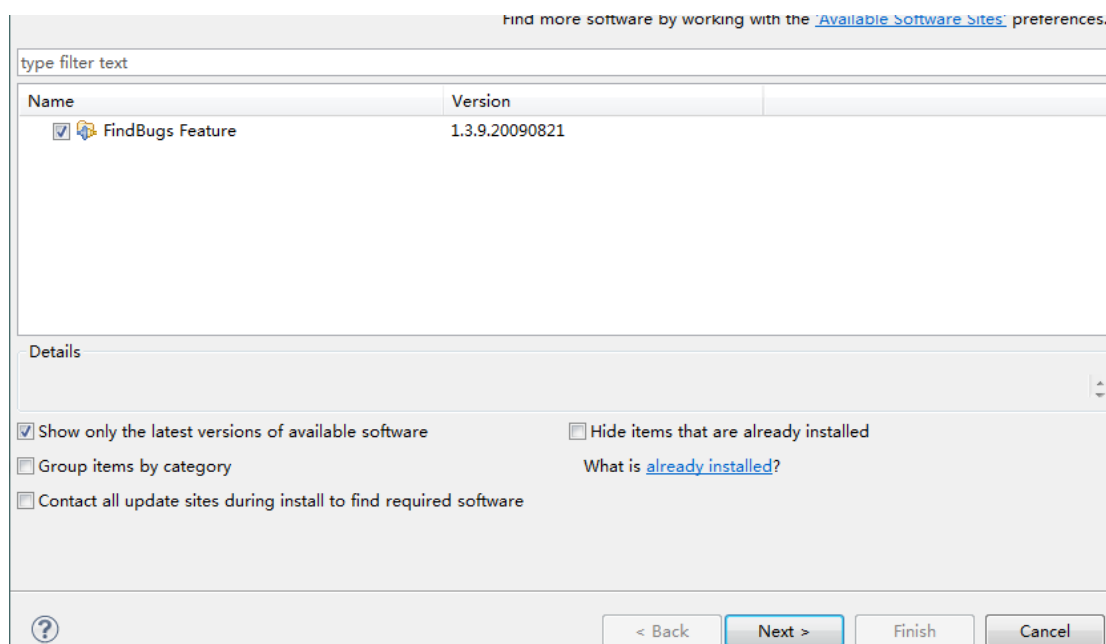 Find more software by working with the 'Available Software Sites' preferences.
type filter text
Name Version
FindBugs Feature 1.3.9.20090821
Details
Show only the latest versions of available software Hide items that are already installed
Group items by category What is already installed?
Contact all update sites during install to find required software
? < Back Next > Finish Cancel